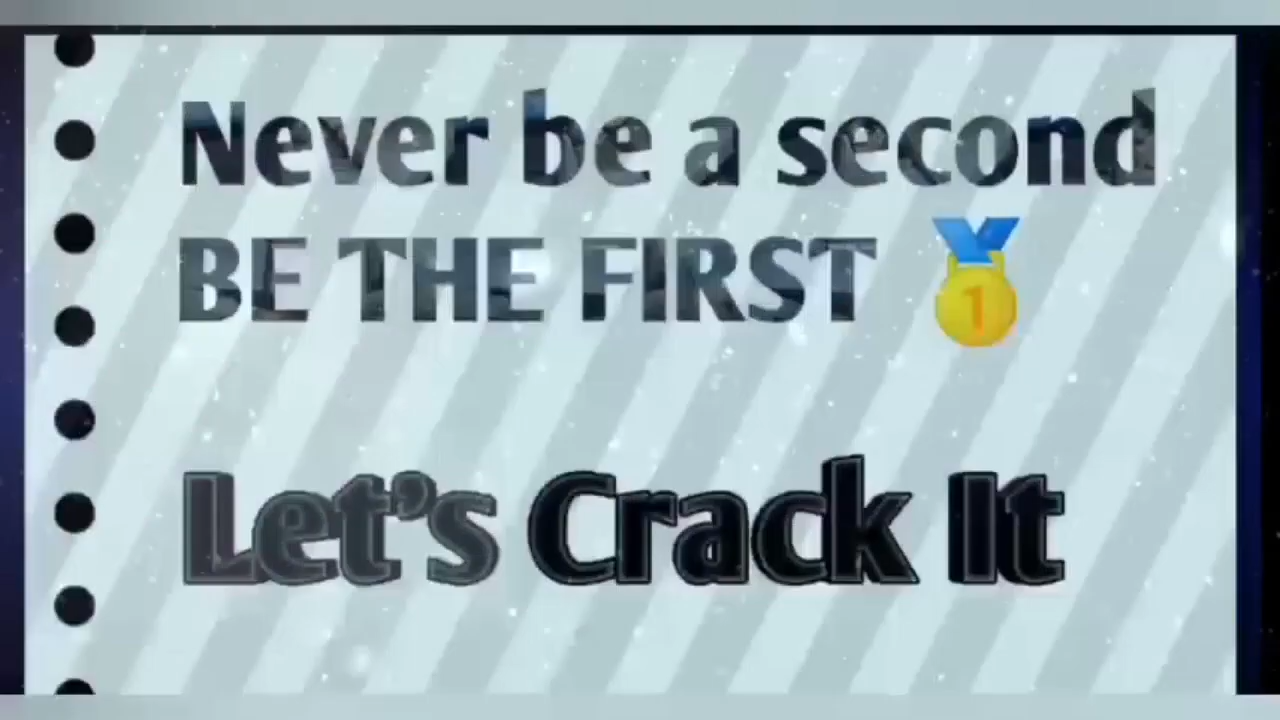 Never be a second
BE THE FIRST 🥇
Let's Crack It